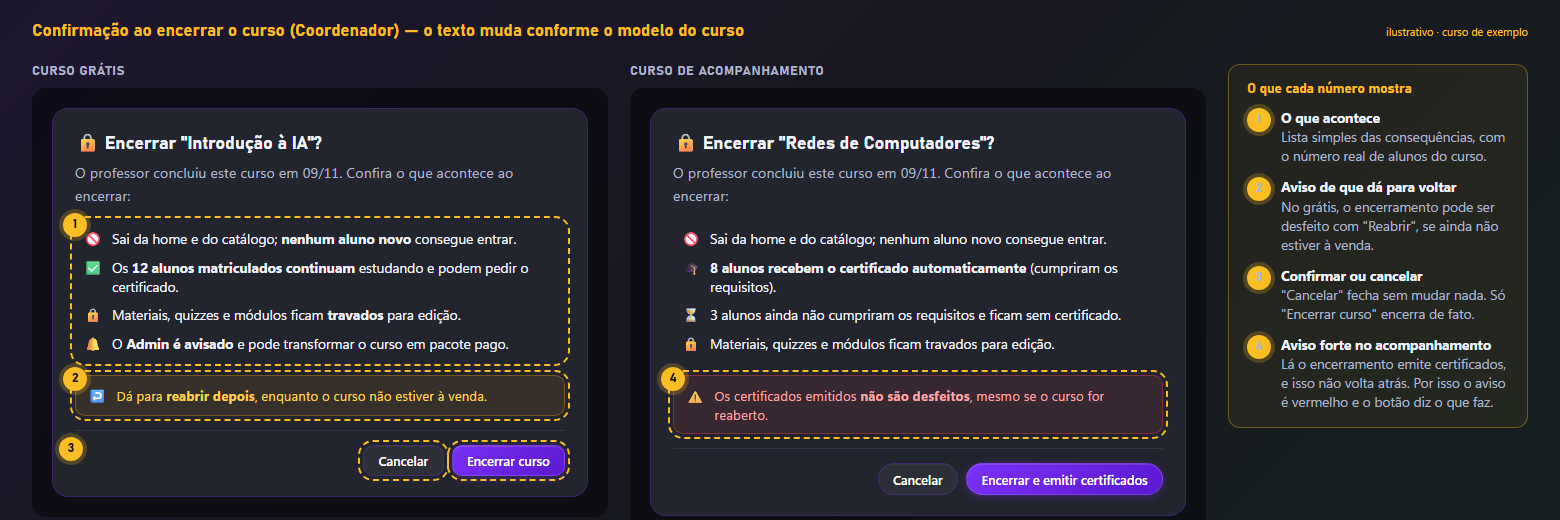 Confirmação ao encerrar o curso (Coordenador) — o texto muda conforme o modelo do curso
ilustrativo · curso de exemplo
CURSO GRÁTIS
Encerrar "Introdução à IA"?
O professor concluiu este curso em 09/11. Confira o que acontece ao
encerrar:
1
Sai da home e do catálogo; nenhum aluno novo consegue entrar.
Os 12 alunos matriculados continuam estudando e podem pedir o
certificado.
Materiais, quizzes e módulos ficam travados para edição.
O Admin é avisado e pode transformar o curso em pacote pago.
2
Dá para reabrir depois, enquanto o curso não estiver à venda.
3
Cancelar
Encerrar curso
CURSO DE ACOMPANHAMENTO
Encerrar "Redes de Computadores"?
O professor concluiu este curso em 09/11. Confira o que acontece ao
encerrar:
Sai da home e do catálogo; nenhum aluno novo consegue entrar.
8 alunos recebem o certificado automaticamente (cumpriram os
requisitos).
3 alunos ainda não cumpriram os requisitos e ficam sem certificado.
Materiais, quizzes e módulos ficam travados para edição.
4
Os certificados emitidos não são desfeitos, mesmo se o curso for
reaberto.
Cancelar
Encerrar e emitir certificados
O que cada número mostra
1
O que acontece
Lista simples das consequências, com
o número real de alunos do curso.
2
Aviso de que dá para voltar
No grátis, o encerramento pode ser
desfeito com "Reabrir", se ainda não
estiver à venda.
3
Confirmar ou cancelar
"Cancelar" fecha sem mudar nada. Só
"Encerrar curso" encerra de fato.
4
Aviso forte no acompanhamento
Lá o encerramento emite certificados,
e isso não volta atrás. Por isso o aviso
é vermelho e o botão diz o que faz.